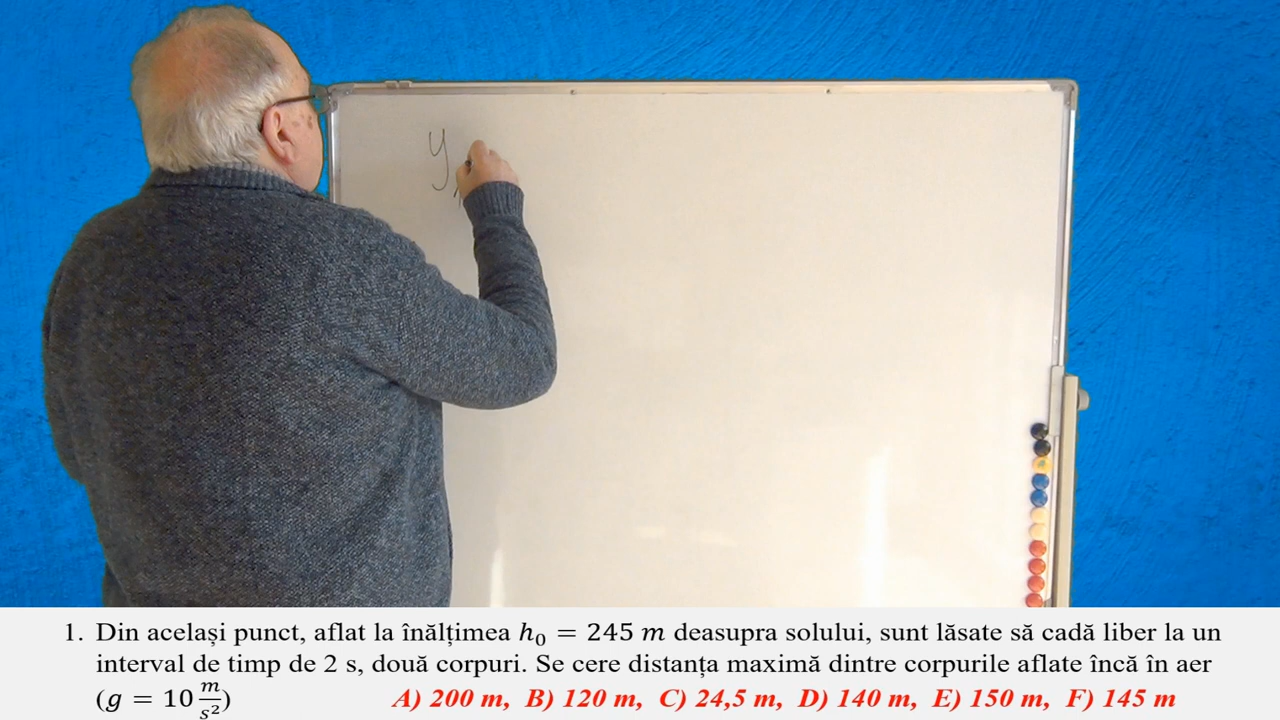 y
1. Din același punct, aflat la înălțimea h₀ = 245 m deasupra solului, sunt lăsate să cadă liber la un
interval de timp de 2 s, două corpuri. Se cere distanța maximă dintre corpurile aflate încă în aer
(g = 10 m/s²) A) 200 m, B) 120 m, C) 24,5 m, D) 140 m, E) 150 m, F) 145 m